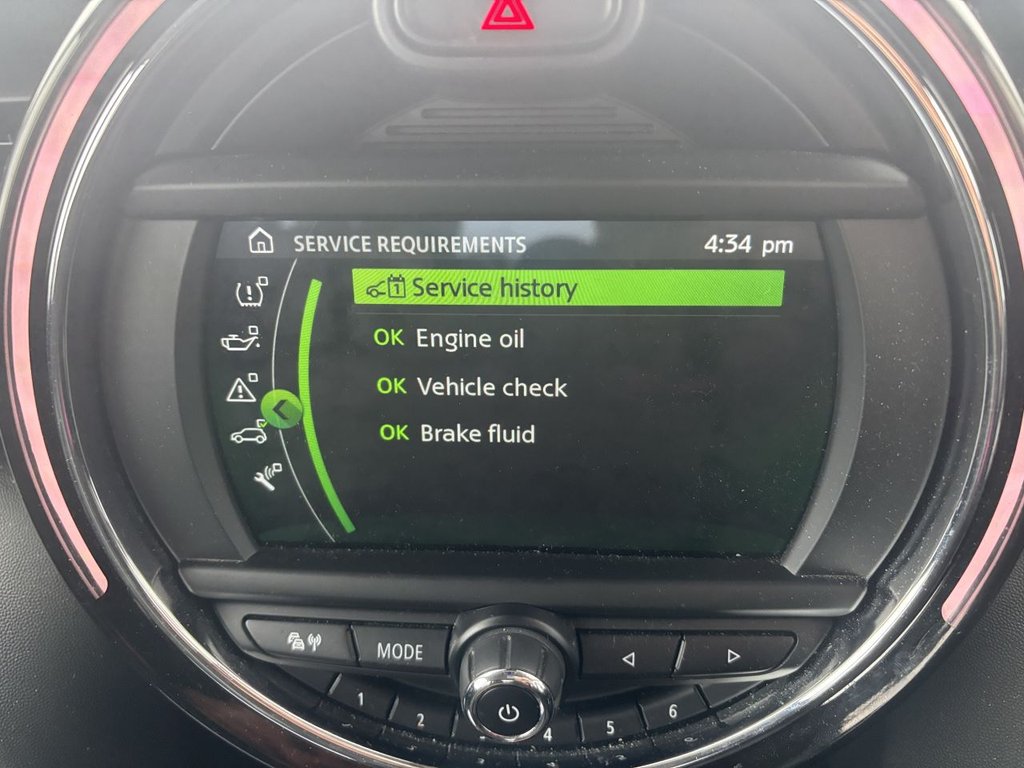 SERVICE REQUIREMENTS 4:34 pm
Service history
OK Engine oil
OK Vehicle check
OK Brake fluid
MODE
1 2 3 4 5 6